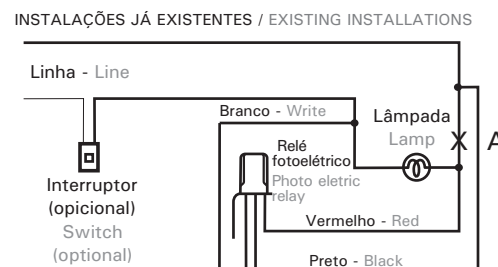 INSTALAÇÕES JÁ EXISTENTES / EXISTING INSTALLATIONS
Linha - Line
Branco - Write
Lâmpada
Lamp
X A
Relé
fotoelétrico
Photo eletric
relay
Interruptor
(opicional)
Switch
(optional)
Vermelho - Red
Preto - Black